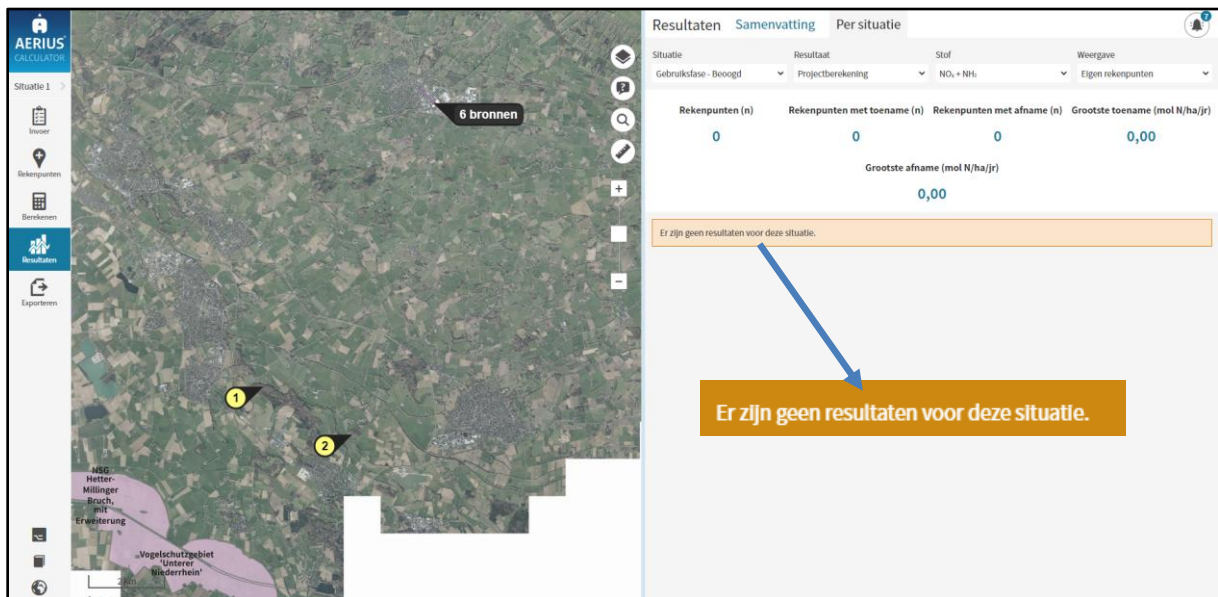 AERIUS
CALCULATOR
Situatie 1
Invoer
Rekenpunten
Berekenen
Resultaten
Exporteren
6 bronnen
1
2
NSG
Hetter-
Millinger
Bruch,
mit
Erweiterung
Vogelschutzgebiet
'Unterer
Niederrhein'
2 km
Resultaten Samenvatting Per situatie
7
Situatie Resultaat Stof Weergave
Gebruiksfase - Beoogd Projectberekening NOₓ + NH₃ Eigen rekenpunten
Rekenpunten (n) Rekenpunten met toename (n) Rekenpunten met afname (n) Grootste toename (mol N/ha/jr)
0 0 0 0,00
Grootste afname (mol N/ha/jr)
0,00
Er zijn geen resultaten voor deze situatie.
Er zijn geen resultaten voor deze situatie.